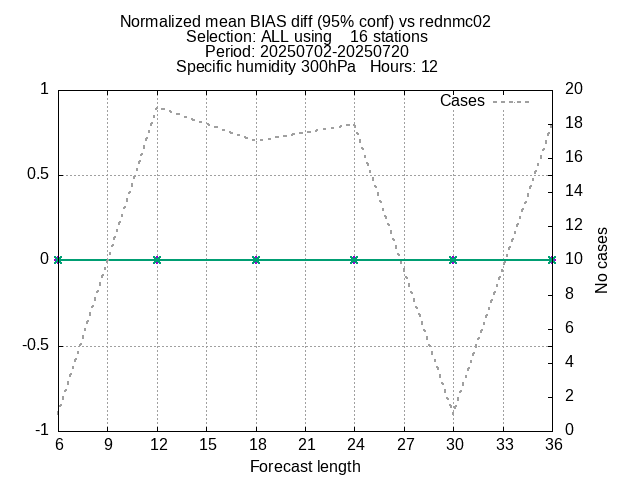 Normalized mean BIAS diff (95% conf) vs rednmc02
Selection: ALL using    16 stations
Period: 20250702-20250720
Specific humidity 300hPa   Hours: 12
Cases
1
0.5
0
-0.5
-1
20
18
16
14
12
10
8
6
4
2
0
No cases
6 9 12 15 18 21 24 27 30 33 36
Forecast length